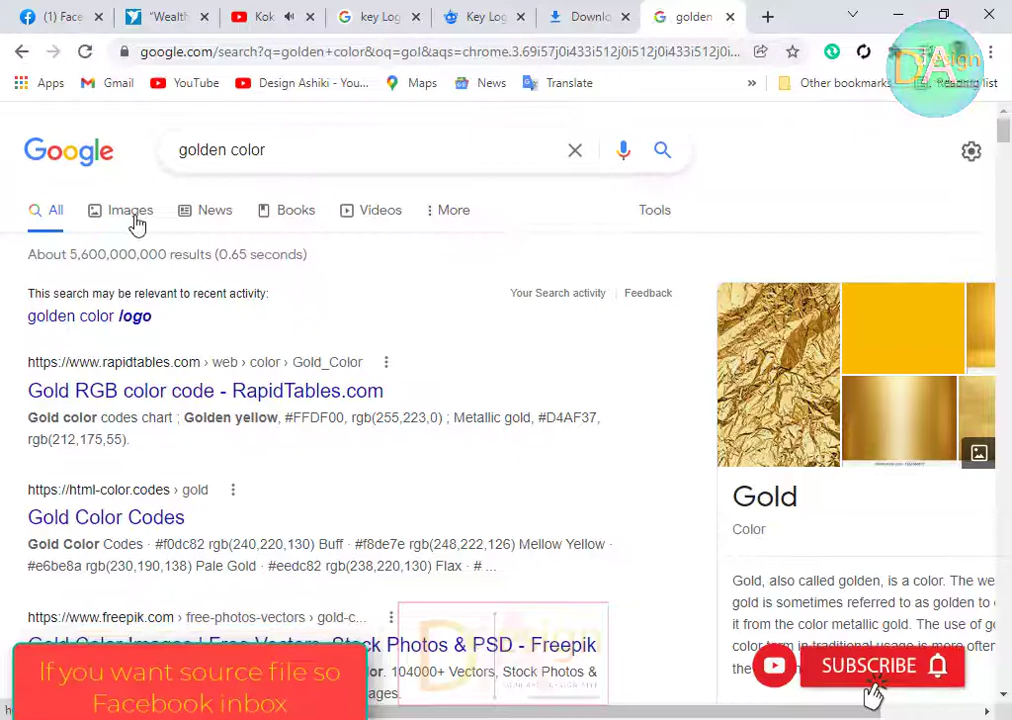 (1) Face
"Wealth
Kok
key Log
Key Log
Downlo
golden
google.com/search?q=golden+color&oq=gol&aqs=chrome.3.69i57j0i433i512j0i512j0i433i512j0i512j0i...
Apps
Gmail
YouTube
Design Ashiki - You...
Maps
News
Translate
»
Other bookmarks
Reading list
Design
DA
Google
golden color
All
Images
News
Books
Videos
More
Tools
About 5,600,000,000 results (0.65 seconds)
This search may be relevant to recent activity:
Your Search activity
Feedback
golden color logo
https://www.rapidtables.com › web › color › Gold_Color
Gold RGB color code - RapidTables.com
Gold color codes chart ; Golden yellow, #FFDF00, rgb(255,223,0) ; Metallic gold, #D4AF37,
rgb(212,175,55).
https://html-color.codes › gold
Gold Color Codes
Gold Color Codes · #f0dc82 rgb(240,220,130) Buff · #f8de7e rgb(248,222,126) Mellow Yellow ·
#e6be8a rgb(230,190,138) Pale Gold · #eedc82 rgb(238,220,130) Flax · # ...
https://www.freepik.com › free-photos-vectors › gold-c...
Gold Color Images | Free Vectors, Stock Photos & PSD - Freepik
104000+ Vectors, Stock Photos &
Gold
Color
Gold, also called golden, is a color. The we
gold is sometimes referred to as golden to
it from the color metallic gold. The use of g
color term in traditional usage is more often
the
If you want source file so
Facebook inbox
SUBSCRIBE